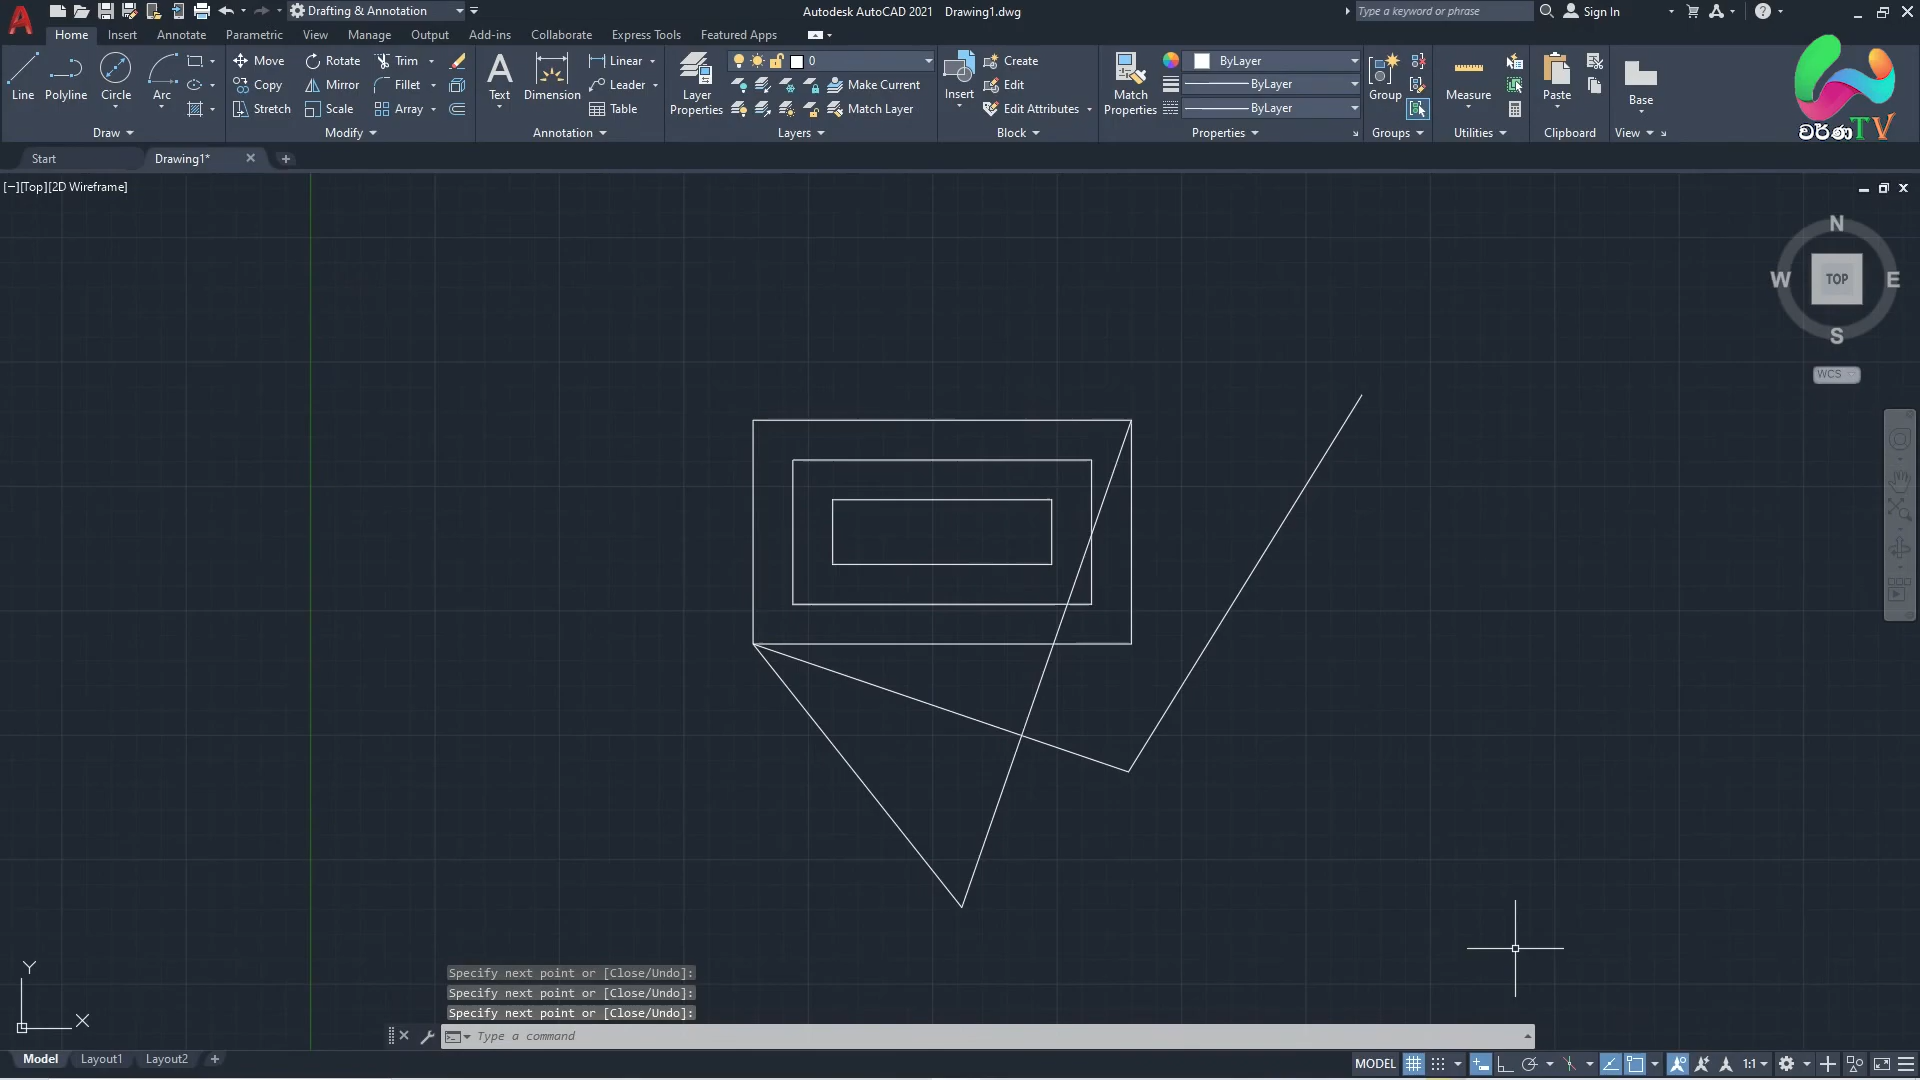 Drafting & Annotation
Autodesk AutoCAD 2021 Drawing1.dwg
Type a keyword or phrase
Sign In
Home Insert Annotate Parametric View Manage Output Add-ins Collaborate Express Tools Featured Apps
Line
Polyline
Circle
Arc
Draw
Move Rotate Trim
Copy Mirror Fillet
Stretch Scale Array
Modify
Text
Dimension
Linear
Leader
Table
Annotation
Layer
Properties
0
Make Current
Match Layer
Layers
Insert
Create
Edit
Edit Attributes
Block
Match
Properties
ByLayer
ByLayer
ByLayer
Properties
Group
Groups
Measure
Utilities
Paste
Clipboard
Base
View
වර්ණTV
Start
Drawing1*
[−][Top][2D Wireframe]
N
W TOP E
S
WCS
Y
X
Specify next point or [Close/Undo]:
Specify next point or [Close/Undo]:
Specify next point or [Close/Undo]:
Type a command
Model Layout1 Layout2
MODEL
1:1